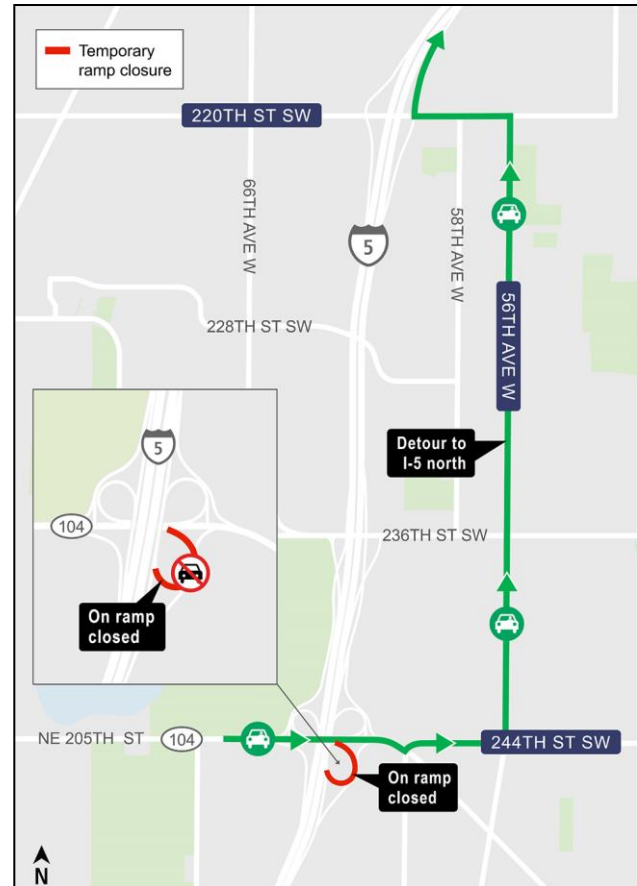 Temporary
ramp closure
220TH ST SW
66TH AVE W
5
58TH AVE W
228TH ST SW
56TH AVE W
Detour to
I-5 north
5
104
236TH ST SW
On ramp
closed
NE 205TH ST
104
244TH ST SW
On ramp
closed
N